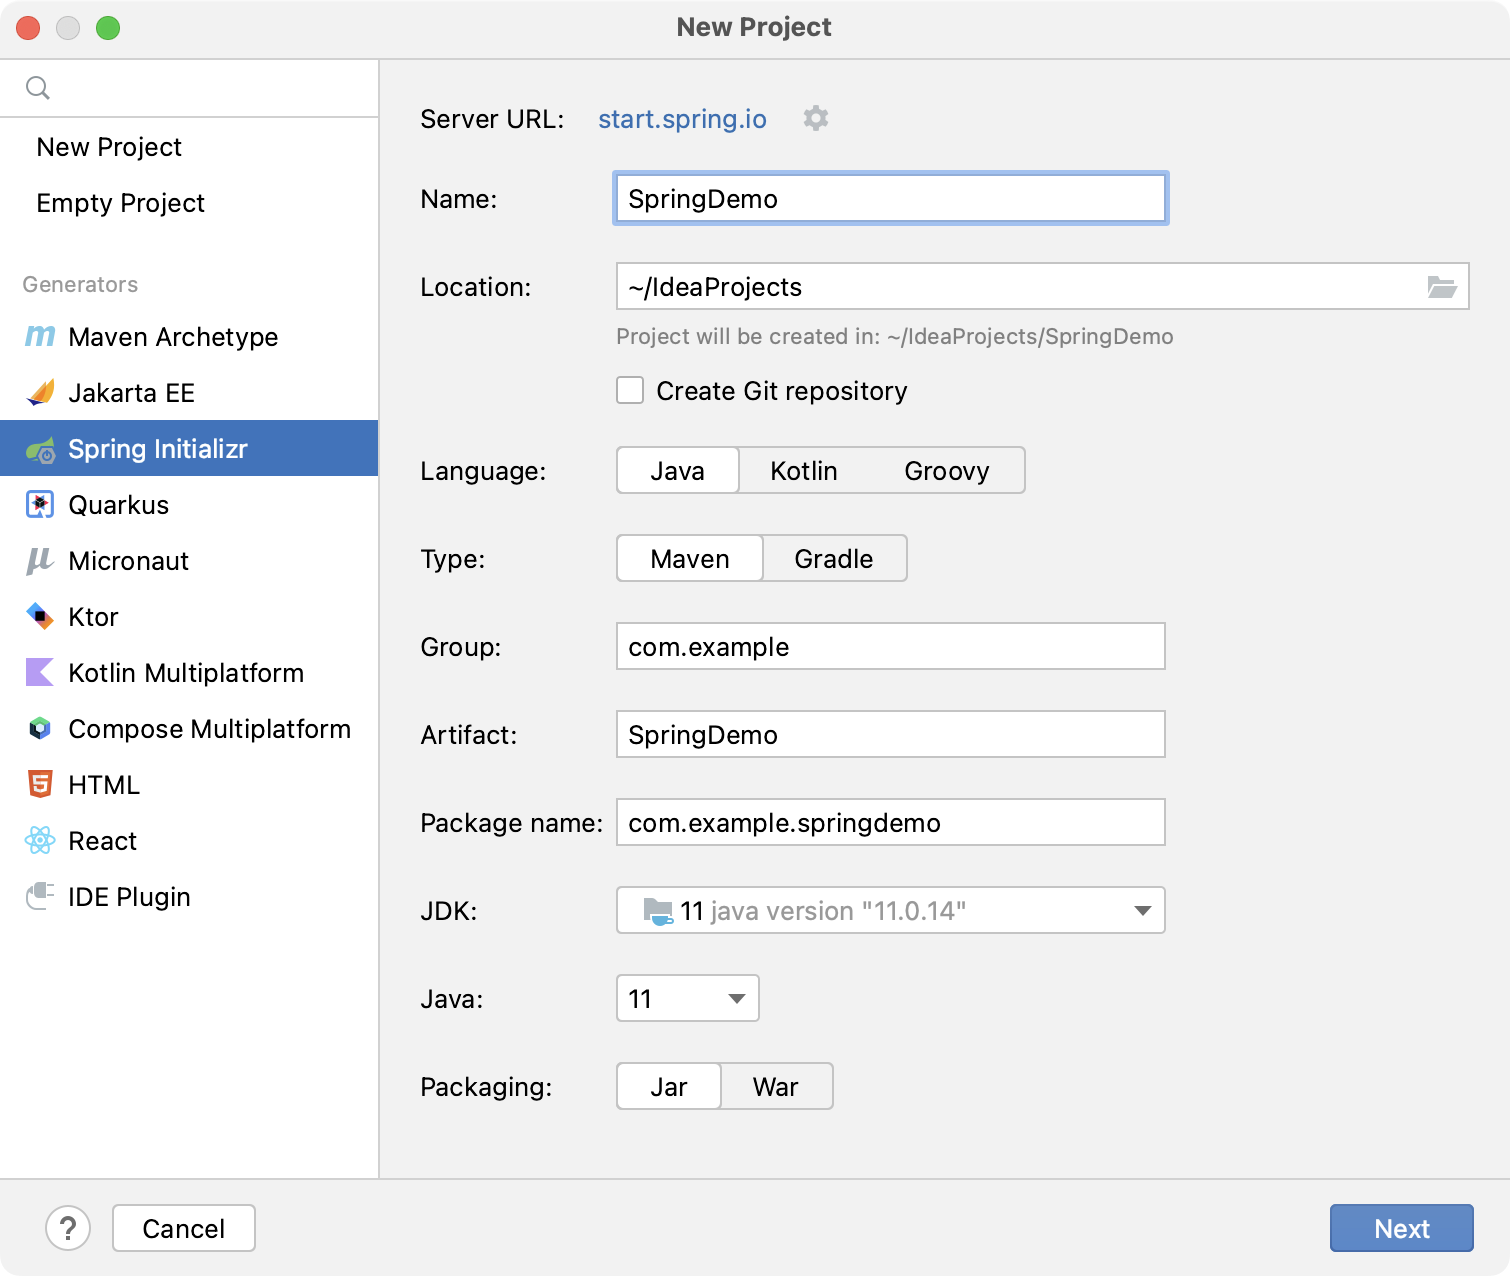 New Project
New Project
Empty Project
Generators
Maven Archetype
Jakarta EE
Spring Initializr
Quarkus
Micronaut
Ktor
Kotlin Multiplatform
Compose Multiplatform
HTML
React
IDE Plugin
Server URL: start.spring.io
Name: SpringDemo
Location: ~/IdeaProjects
Project will be created in: ~/IdeaProjects/SpringDemo
Create Git repository
Language: Java Kotlin Groovy
Type: Maven Gradle
Group: com.example
Artifact: SpringDemo
Package name: com.example.springdemo
JDK: 11 java version "11.0.14"
Java: 11
Packaging: Jar War
? Cancel Next